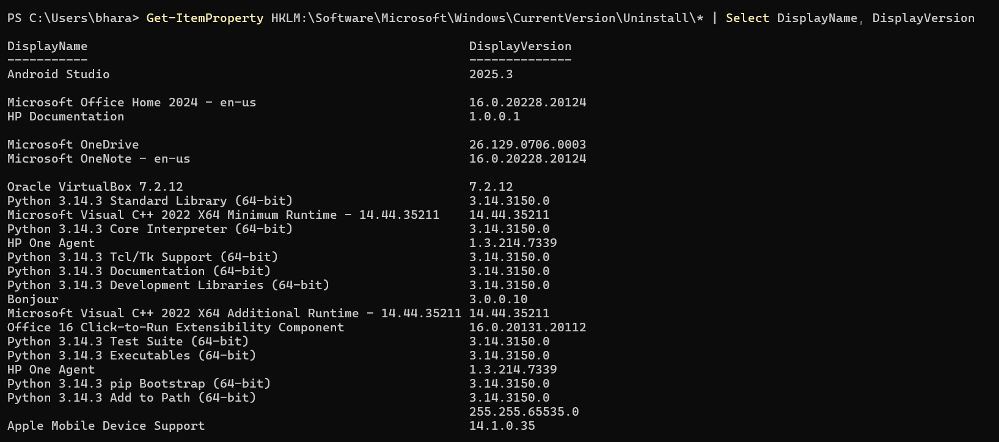 PS C:\Users\bhara> Get-ItemProperty HKLM:\Software\Microsoft\Windows\CurrentVersion\Uninstall\* | Select DisplayName, DisplayVersion
DisplayName DisplayVersion
----------- --------------
Android Studio 2025.3
Microsoft Office Home 2024 - en-us 16.0.20228.20124
HP Documentation 1.0.0.1
Microsoft OneDrive 26.129.0706.0003
Microsoft OneNote - en-us 16.0.20228.20124
Oracle VirtualBox 7.2.12 7.2.12
Python 3.14.3 Standard Library (64-bit) 3.14.3150.0
Microsoft Visual C++ 2022 X64 Minimum Runtime - 14.44.35211 14.44.35211
Python 3.14.3 Core Interpreter (64-bit) 3.14.3150.0
HP One Agent 1.3.214.7339
Python 3.14.3 Tcl/Tk Support (64-bit) 3.14.3150.0
Python 3.14.3 Documentation (64-bit) 3.14.3150.0
Python 3.14.3 Development Libraries (64-bit) 3.14.3150.0
Bonjour 3.0.0.10
Microsoft Visual C++ 2022 X64 Additional Runtime - 14.44.35211 14.44.35211
Office 16 Click-to-Run Extensibility Component 16.0.20131.20112
Python 3.14.3 Test Suite (64-bit) 3.14.3150.0
Python 3.14.3 Executables (64-bit) 3.14.3150.0
HP One Agent 1.3.214.7339
Python 3.14.3 pip Bootstrap (64-bit) 3.14.3150.0
Python 3.14.3 Add to Path (64-bit) 3.14.3150.0
255.255.65535.0
Apple Mobile Device Support 14.1.0.35